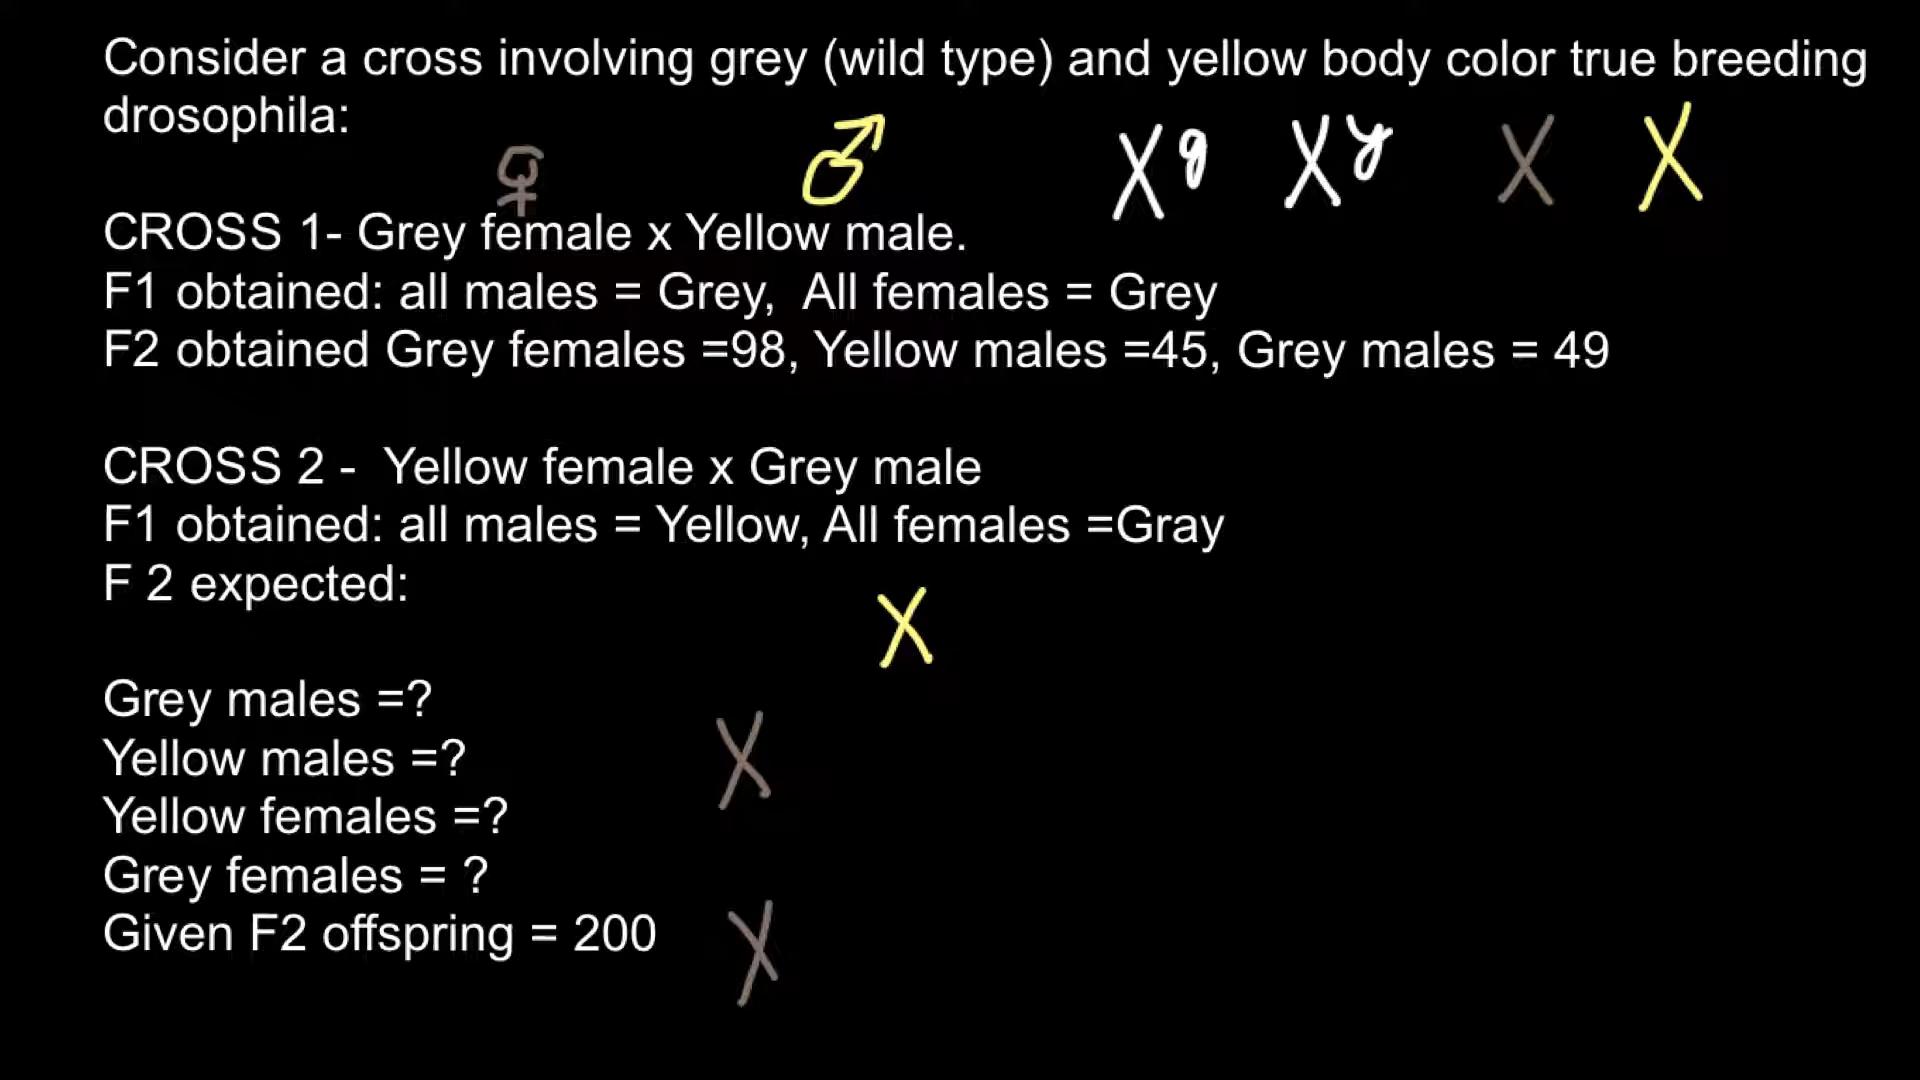 Consider a cross involving grey (wild type) and yellow body color true breeding
drosophila:
♀ ♂ Xg Xy X X
CROSS 1- Grey female x Yellow male.
F1 obtained: all males = Grey, All females = Grey
F2 obtained Grey females =98, Yellow males =45, Grey males = 49
CROSS 2 - Yellow female x Grey male
F1 obtained: all males = Yellow, All females =Gray
F 2 expected:
X
Grey males =?
Yellow males =?
X
Yellow females =?
Grey females = ?
Given F2 offspring = 200
X